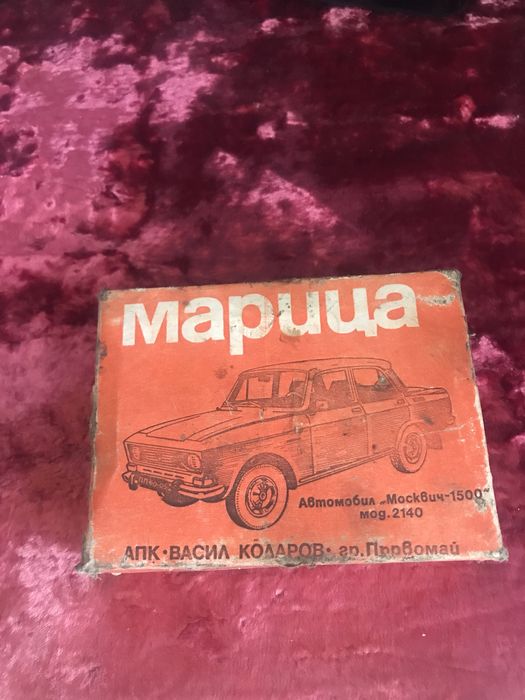 марица
Автомобил „Москвич-1500"
мод. 2140
АПК • ВАСИЛ КОЛАРОВ • гр. Първомай